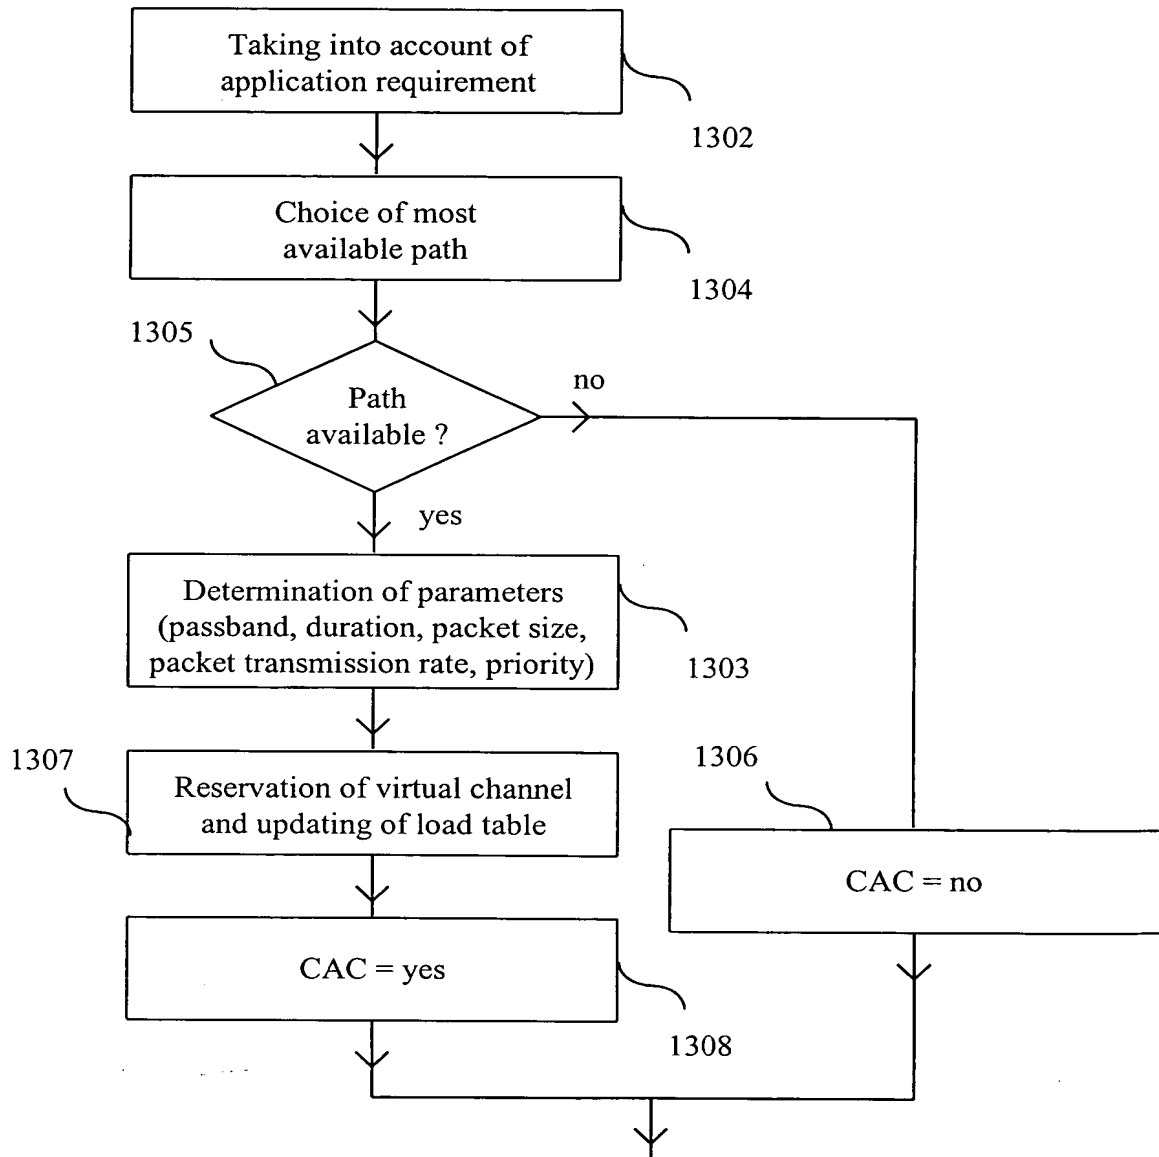 Taking into account of
application requirement
1302
Choice of most
available path
1304
1305
Path
available ?
no
yes
Determination of parameters
(passband, duration, packet size,
packet transmission rate, priority)
1303
1307
Reservation of virtual channel
and updating of load table
1306
CAC = no
CAC = yes
1308